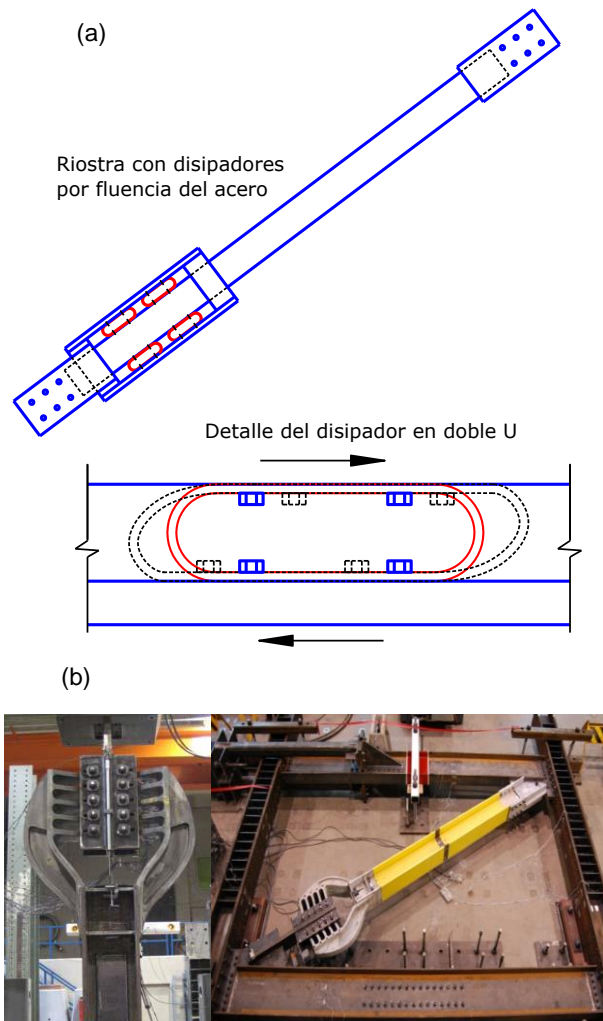 (a)
Riostra con disipadores
por fluencia del acero
Detalle del disipador en doble U
(b)